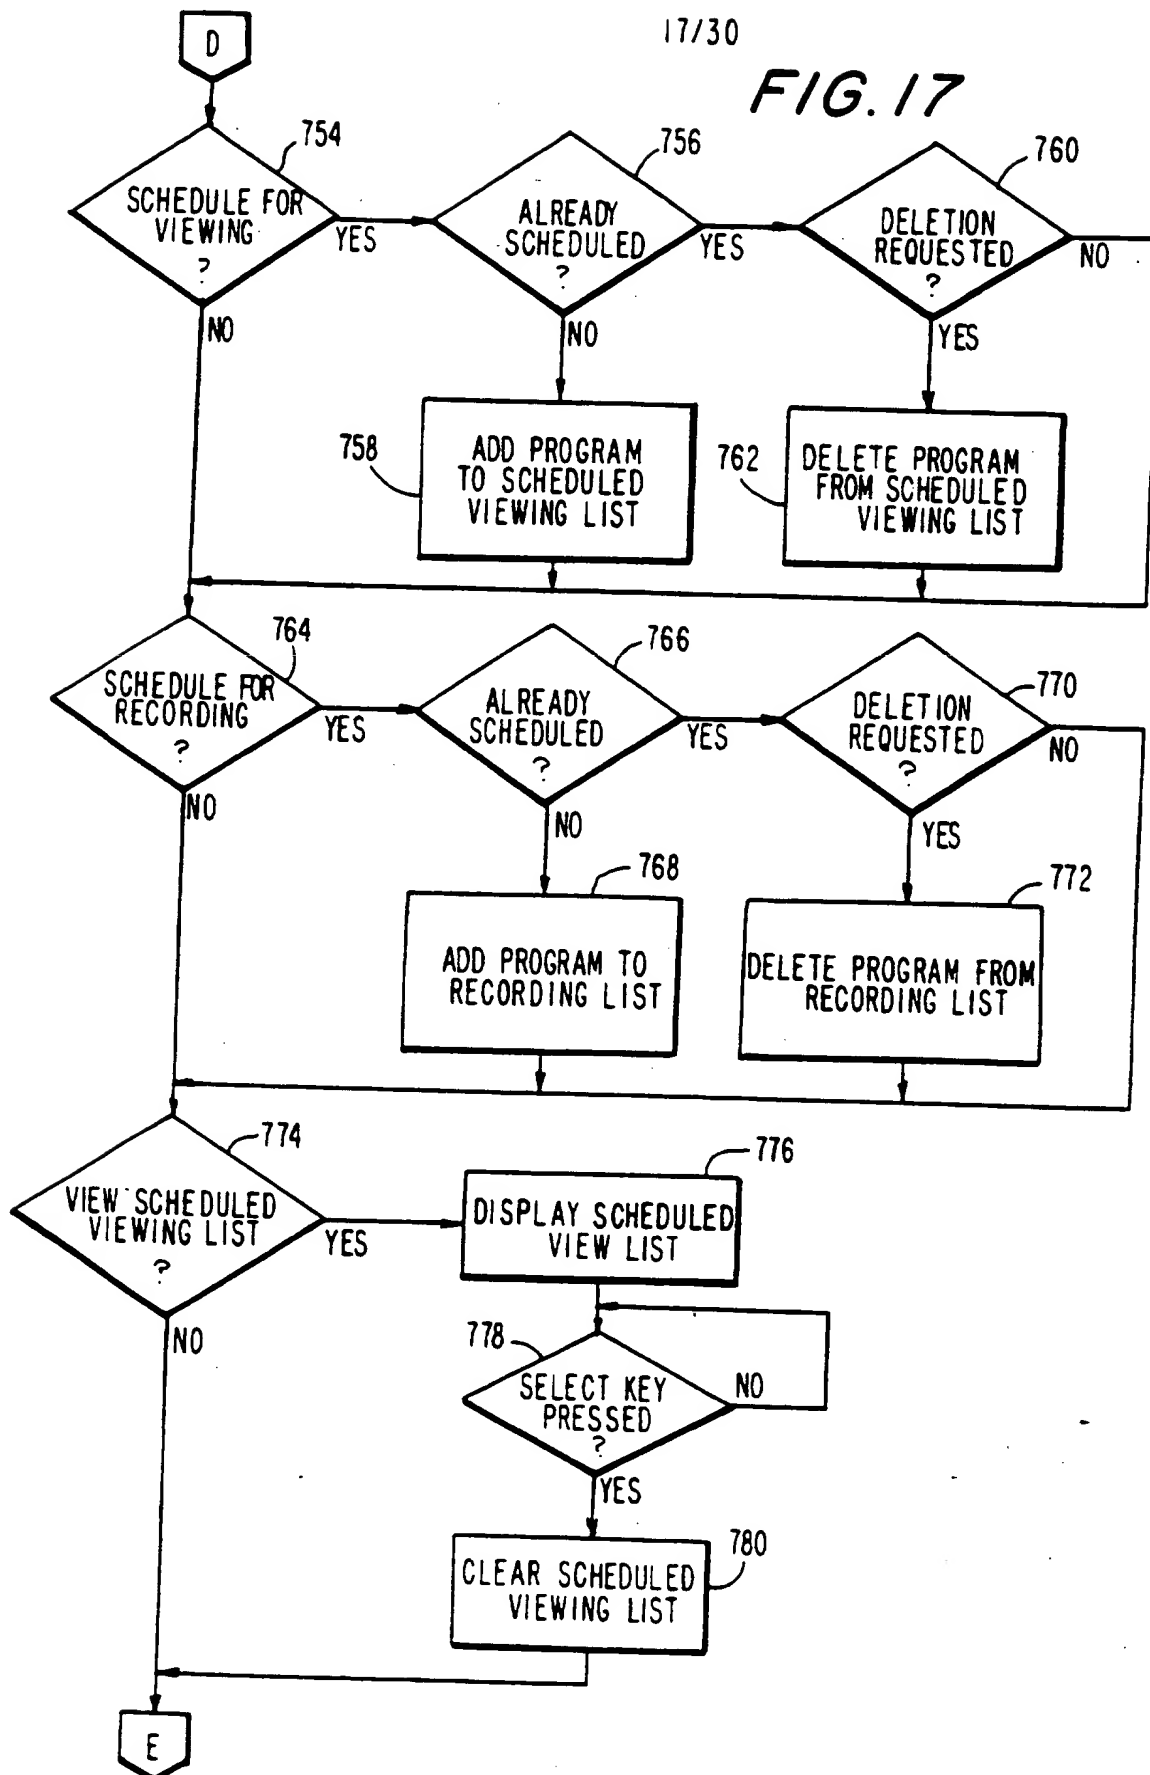 17/30
FIG.17
D
754
SCHEDULE FOR
VIEWING
?
YES
NO
756
ALREADY
SCHEDULED
?
YES
NO
760
DELETION
REQUESTED
?
NO
YES
758
ADD PROGRAM
TO SCHEDULED
VIEWING LIST
762
DELETE PROGRAM
FROM SCHEDULED
VIEWING LIST
764
SCHEDULE FOR
RECORDING
?
YES
NO
766
ALREADY
SCHEDULED
?
YES
NO
770
DELETION
REQUESTED
?
NO
YES
768
ADD PROGRAM TO
RECORDING LIST
772
DELETE PROGRAM FROM
RECORDING LIST
774
VIEW SCHEDULED
VIEWING LIST
?
YES
NO
776
DISPLAY SCHEDULED
VIEW LIST
778
SELECT KEY
PRESSED
?
NO
YES
780
CLEAR SCHEDULED
VIEWING LIST
E